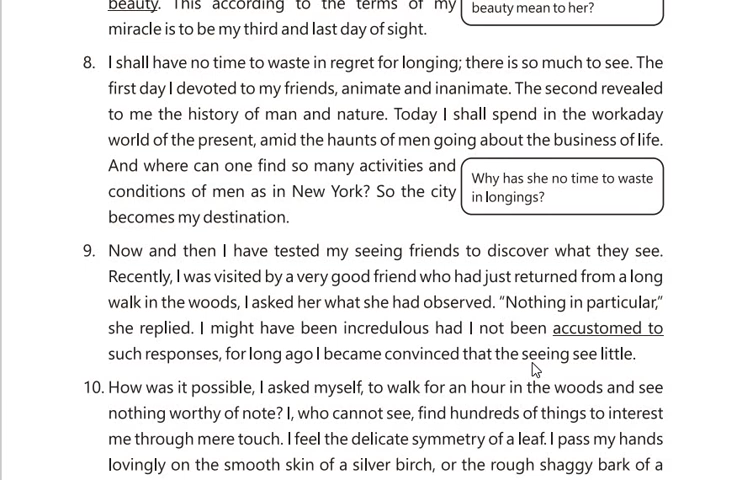 beauty. This according to the terms of my
miracle is to be my third and last day of sight.
beauty mean to her?
8. I shall have no time to waste in regret for longing; there is so much to see. The
first day I devoted to my friends, animate and inanimate. The second revealed
to me the history of man and nature. Today I shall spend in the workaday
world of the present, amid the haunts of men going about the business of life.
And where can one find so many activities and
conditions of men as in New York? So the city
becomes my destination.
Why has she no time to waste
in longings?
9. Now and then I have tested my seeing friends to discover what they see.
Recently, I was visited by a very good friend who had just returned from a long
walk in the woods, I asked her what she had observed. "Nothing in particular,"
she replied. I might have been incredulous had I not been accustomed to
such responses, for long ago I became convinced that the seeing see little.
10. How was it possible, I asked myself, to walk for an hour in the woods and see
nothing worthy of note? I, who cannot see, find hundreds of things to interest
me through mere touch. I feel the delicate symmetry of a leaf. I pass my hands
lovingly on the smooth skin of a silver birch, or the rough shaggy bark of a